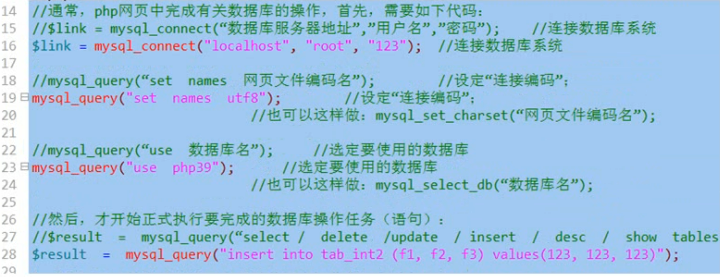 14 //通常，php网页中完成有关数据库的操作，首先，需要如下代码：
15 //$link = mysql_connect(“数据库服务器地址”,”用户名”,”密码”);    //连接数据库系统
16 $link = mysql_connect("localhost", "root", "123");  //连接数据库系统
17
18 //mysql_query(“set  names  网页文件编码名”);        //设定“连接编码”；
19 mysql_query("set  names  utf8");        //设定“连接编码”；
20 //也可以这样做：mysql_set_charset(“网页文件编码名”);
21
22 //mysql_query(“use  数据库名”);     //选定要使用的数据库
23 mysql_query("use  php39");      //选定要使用的数据库
24 //也可以这样做：mysql_select_db(“数据库名”);
25
26 //然后，才开始正式执行要完成的数据库操作任务（语句）：
27 //$result  =  mysql_query(“select /  delete  /update  / insert  /  desc  /  show  tables
28 $result  =  mysql_query("insert into tab_int2 (f1, f2, f3) values(123, 123, 123)");
29